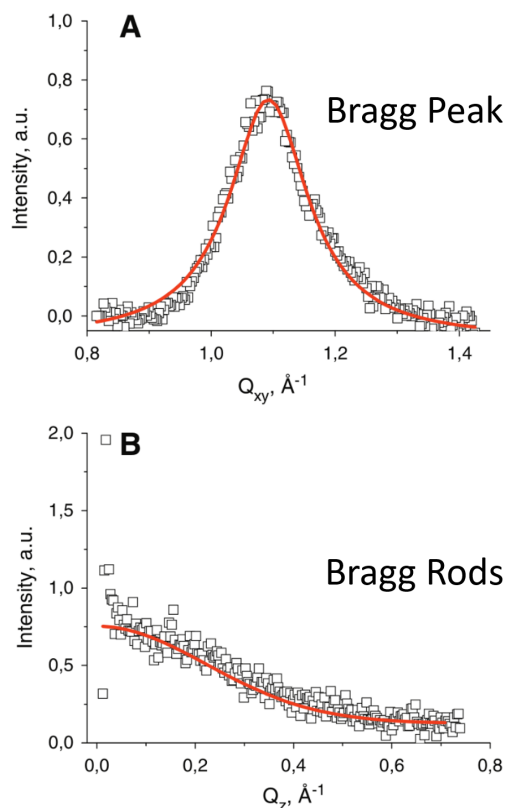 A
Bragg Peak
Intensity, a.u.
1,0
0,8
0,6
0,4
0,2
0,0
0,8 1,0 1,2 1,4
Qxy, Å-1
B
Bragg Rods
Intensity, a.u.
2,0
1,5
1,0
0,5
0,0
0,0 0,2 0,4 0,6 0,8
Qz, Å-1